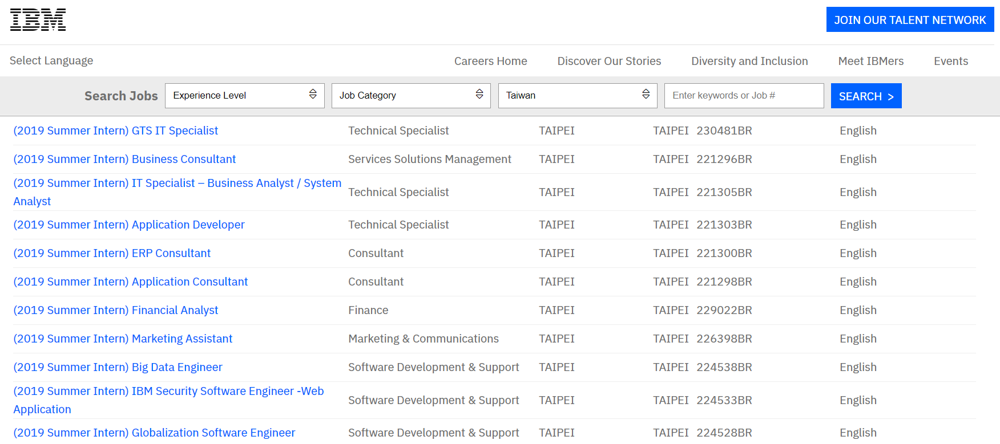 IBM
JOIN OUR TALENT NETWORK
Select Language
Careers Home Discover Our Stories Diversity and Inclusion Meet IBMers Events
Search Jobs Experience Level Job Category Taiwan Enter keywords or Job # SEARCH >
(2019 Summer Intern) GTS IT Specialist Technical Specialist TAIPEI TAIPEI 230481BR English
(2019 Summer Intern) Business Consultant Services Solutions Management TAIPEI TAIPEI 221296BR English
(2019 Summer Intern) IT Specialist – Business Analyst / System
Analyst Technical Specialist TAIPEI TAIPEI 221305BR English
(2019 Summer Intern) Application Developer Technical Specialist TAIPEI TAIPEI 221303BR English
(2019 Summer Intern) ERP Consultant Consultant TAIPEI TAIPEI 221300BR English
(2019 Summer Intern) Application Consultant Consultant TAIPEI TAIPEI 221298BR English
(2019 Summer Intern) Financial Analyst Finance TAIPEI TAIPEI 229022BR English
(2019 Summer Intern) Marketing Assistant Marketing & Communications TAIPEI TAIPEI 226398BR English
(2019 Summer Intern) Big Data Engineer Software Development & Support TAIPEI TAIPEI 224538BR English
(2019 Summer Intern) IBM Security Software Engineer -Web
Application Software Development & Support TAIPEI TAIPEI 224533BR English
(2019 Summer Intern) Globalization Software Engineer Software Development & Support TAIPEI TAIPEI 224528BR English